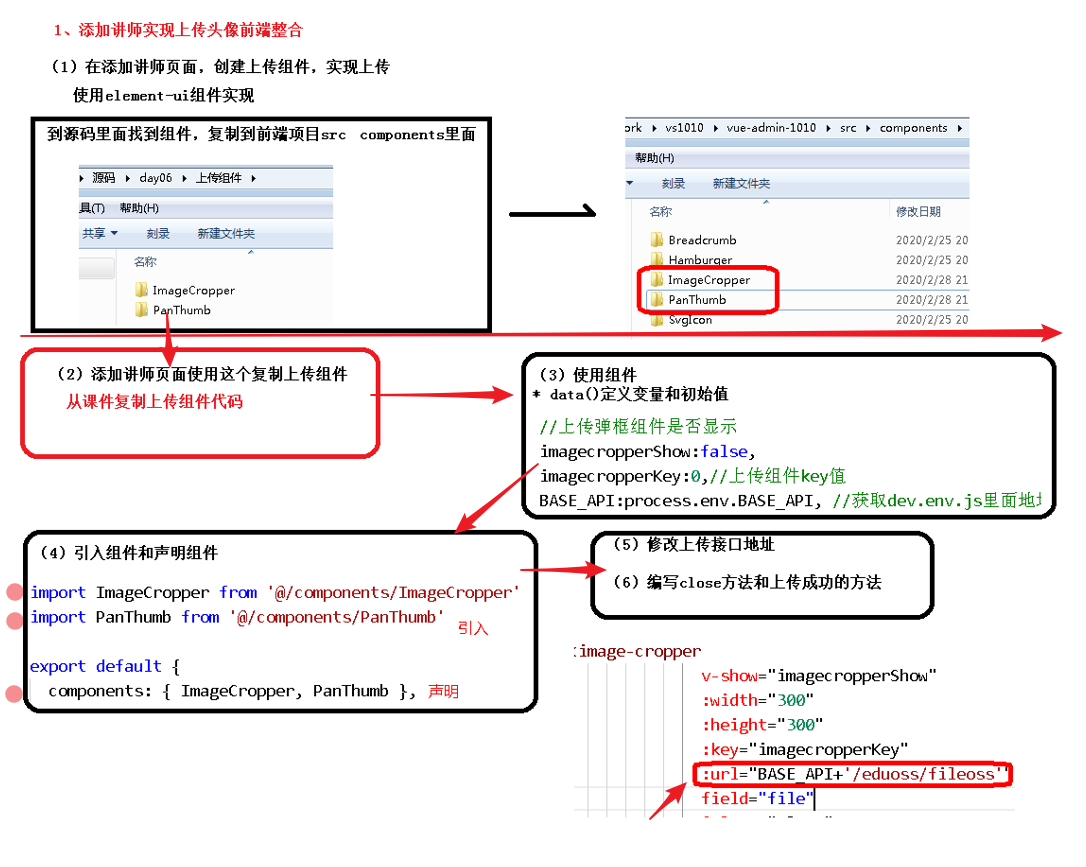 1、添加讲师实现上传头像前端整合
（1）在添加讲师页面，创建上传组件，实现上传
使用element-ui组件实现
到源码里面找到组件，复制到前端项目src components里面
源码 day06 上传组件
具(T) 帮助(H)
共享 刻录 新建文件夹
名称
ImageCropper
PanThumb
ork vs1010 vue-admin-1010 src components
帮助(H)
刻录 新建文件夹
名称 修改日期
Breadcrumb 2020/2/25 20
Hamburger 2020/2/25 20
ImageCropper 2020/2/28 21
PanThumb 2020/2/28 21
SvgIcon 2020/2/25 20
（2）添加讲师页面使用这个复制上传组件
从课件复制上传组件代码
（3）使用组件
* data()定义变量和初始值
//上传弹框组件是否显示
imagecropperShow:false,
imagecropperKey:0,//上传组件key值
BASE_API:process.env.BASE_API, //获取dev.env.js里面地址
（4）引入组件和声明组件
import ImageCropper from '@/components/ImageCropper'
import PanThumb from '@/components/PanThumb'
引入
export default {
components: { ImageCropper, PanThumb }, 声明
（5）修改上传接口地址
（6）编写close方法和上传成功的方法
:image-cropper
v-show="imagecropperShow"
:width="300"
:height="300"
:key="imagecropperKey"
:url="BASE_API+'/eduoss/fileoss'"
field="file"